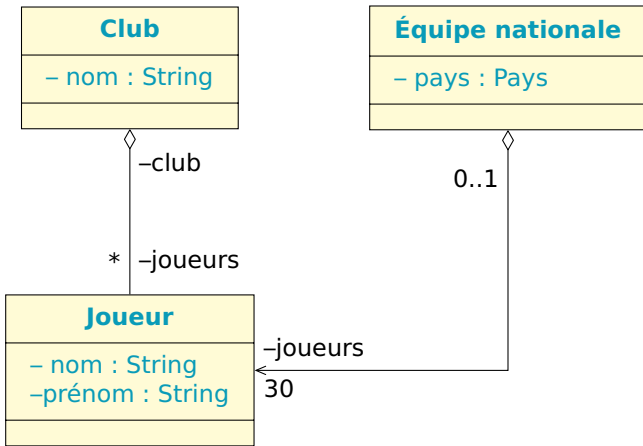 Club
– nom : String
Équipe nationale
– pays : Pays
–club
0..1
* –joueurs
Joueur
– nom : String
–prénom : String
–joueurs
30